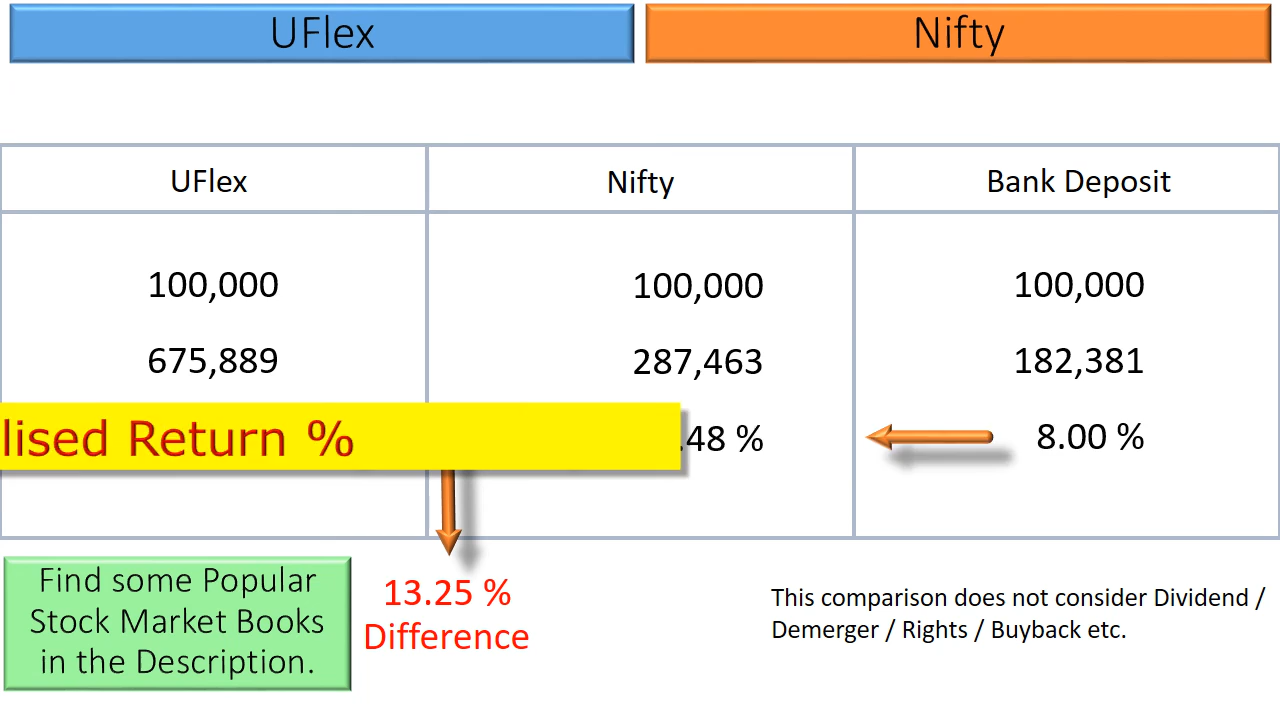 UFlex
Nifty
UFlex Nifty Bank Deposit
100,000 100,000 100,000
675,889 287,463 182,381
lised Return % .48 % 8.00 %
Find some Popular
Stock Market Books
in the Description.
13.25 %
Difference
This comparison does not consider Dividend /
Demerger / Rights / Buyback etc.